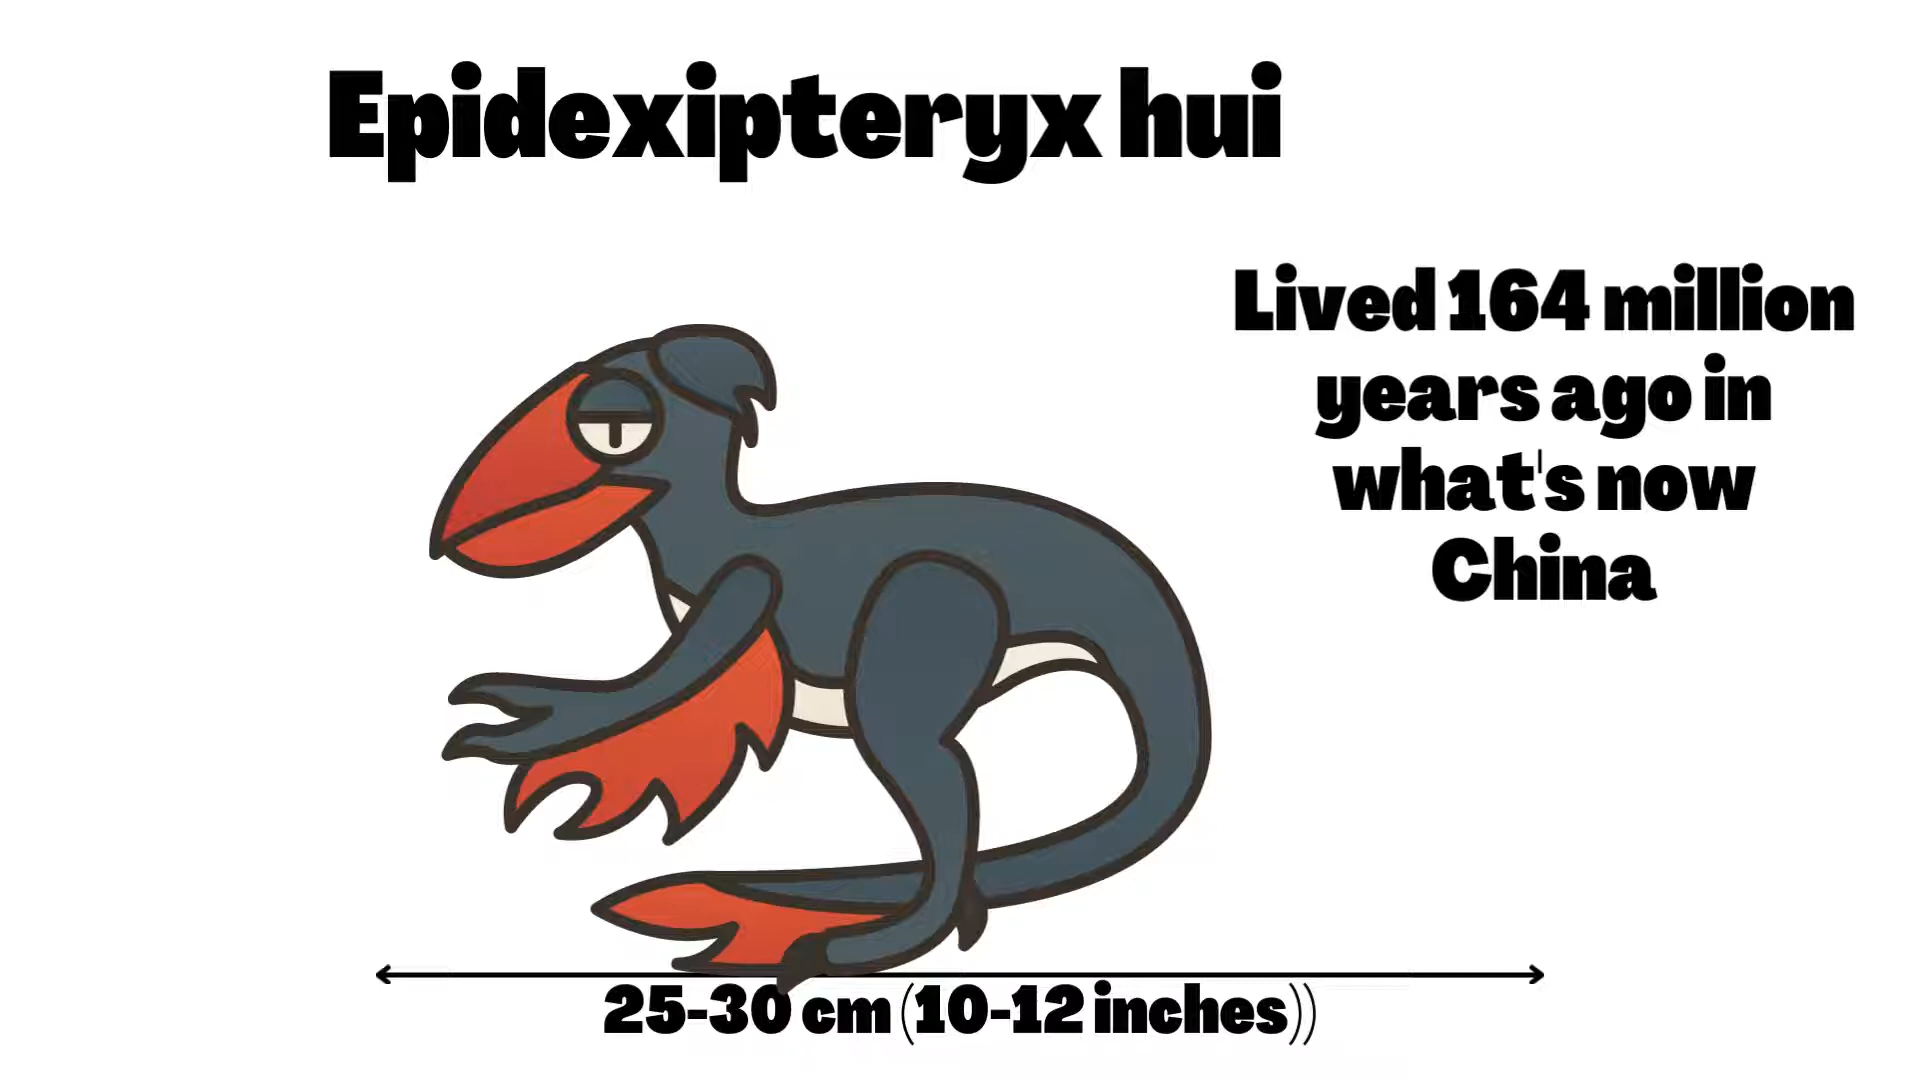 Epidexipteryx hui
Lived 164 million
years ago in
what's now
China
25-30 cm (10-12 inches))